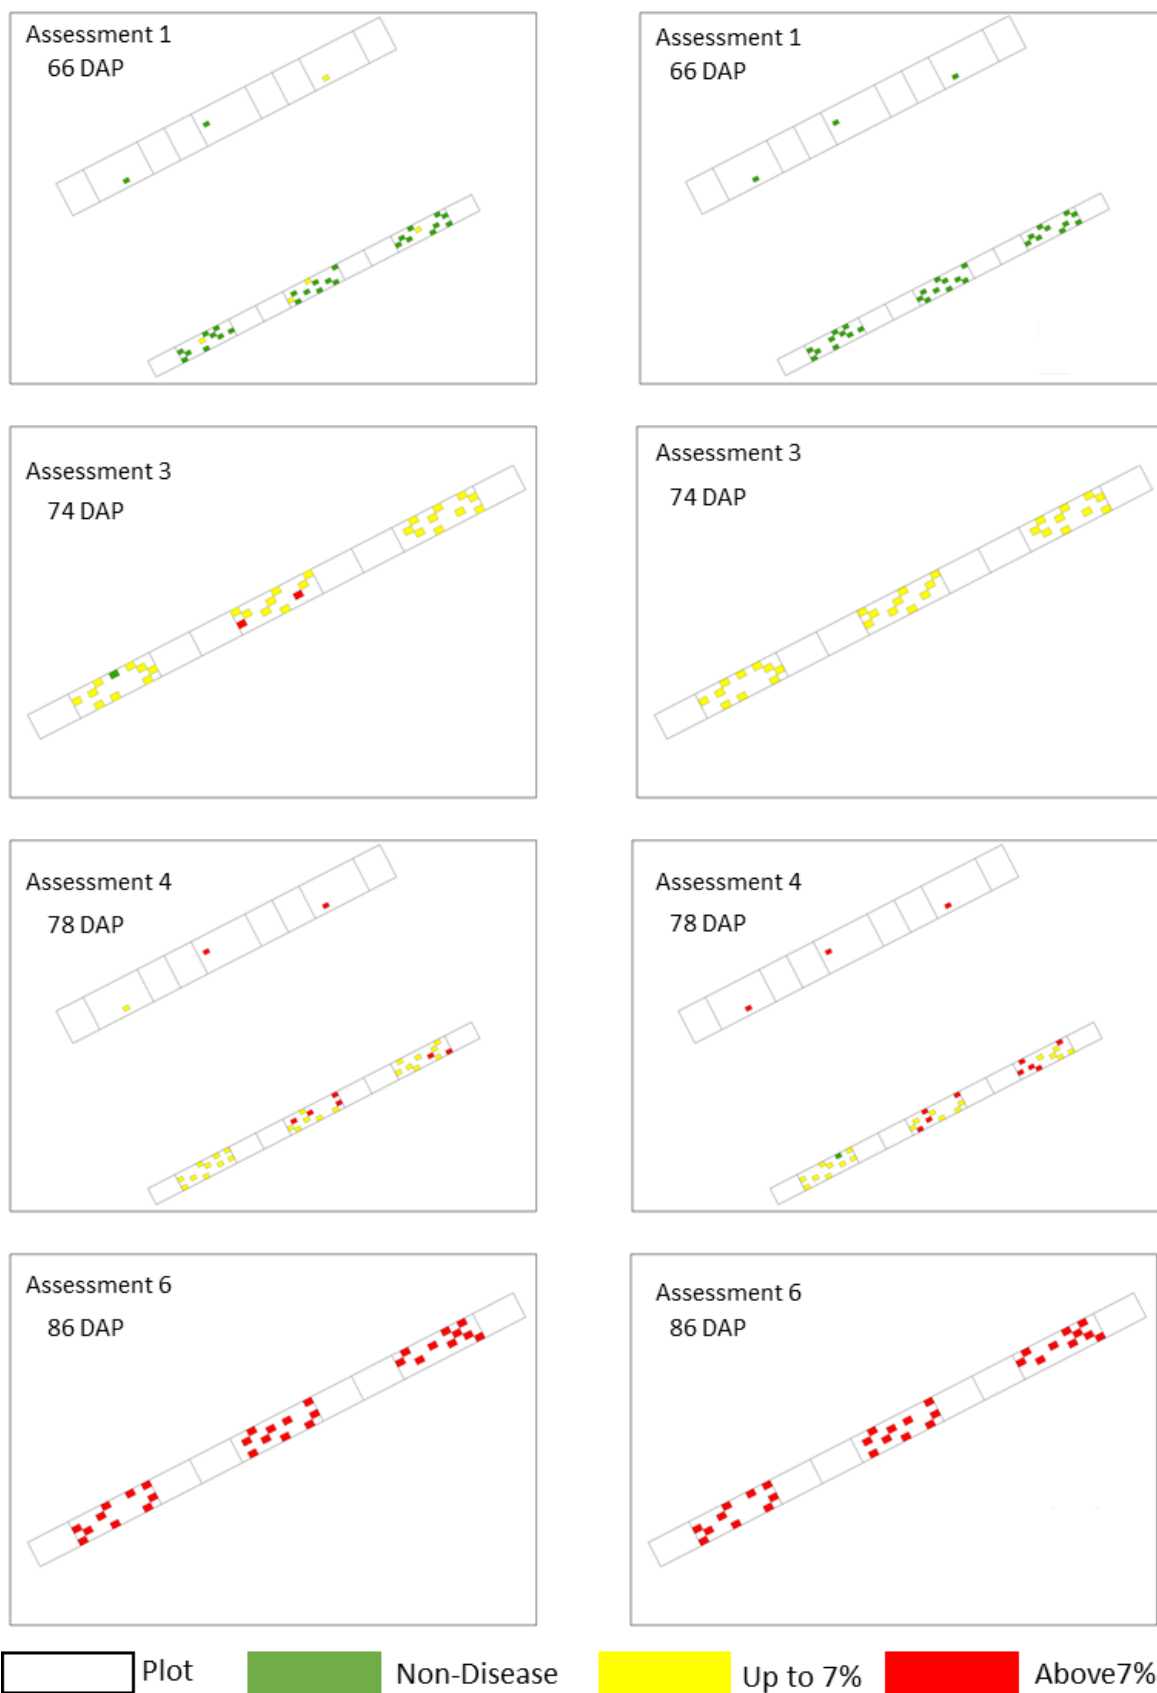 Assessment 1
66 DAP
Assessment 1
66 DAP
Assessment 3
74 DAP
Assessment 3
74 DAP
Assessment 4
78 DAP
Assessment 4
78 DAP
Assessment 6
86 DAP
Assessment 6
86 DAP
Plot Non-Disease Up to 7% Above7%